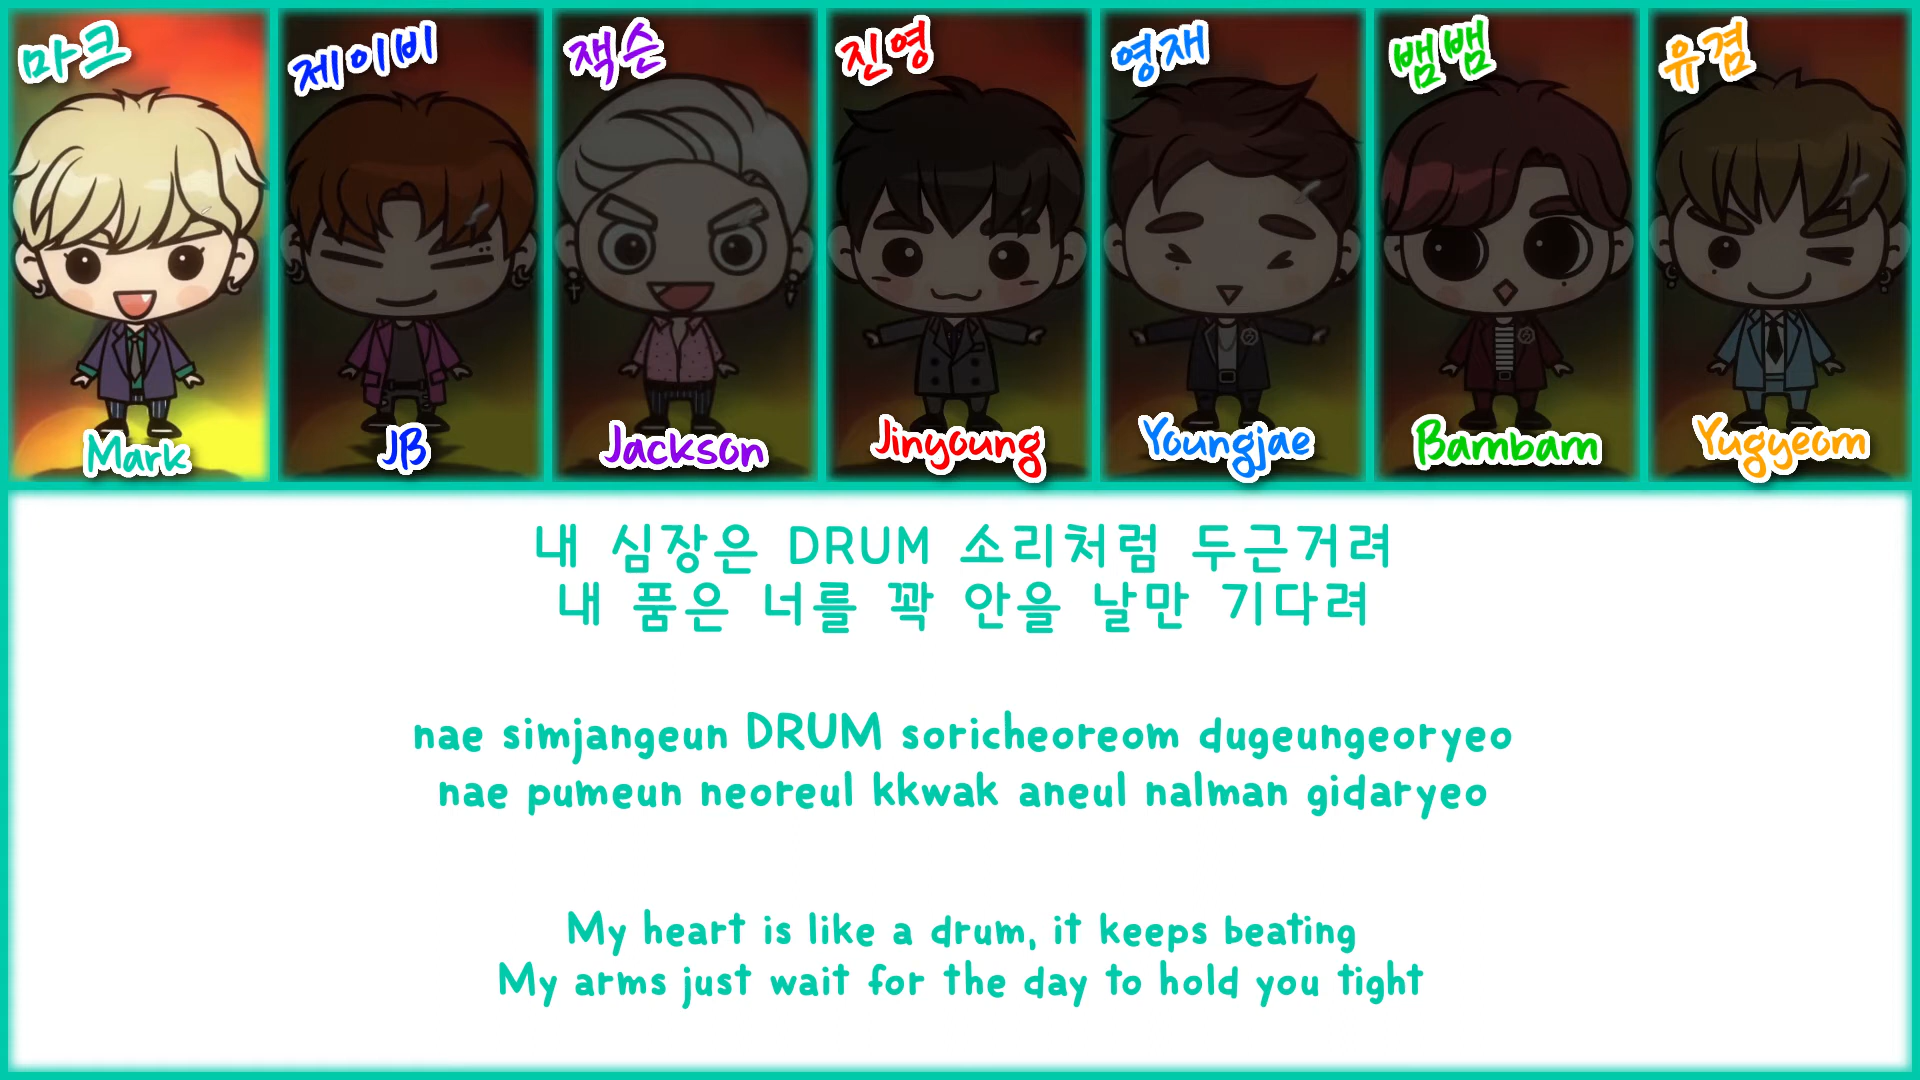 마크 제이비 잭슨 진영 영재 뱀뱀 유겸
Mark JB Jackson Jinyoung Youngjae Bambam Yugyeom
내 심장은 DRUM 소리처럼 두근거려
내 품은 너를 꽉 안을 날만 기다려
nae simjangeun DRUM soricheoreom dugeungeoryeo
nae pumeun neoreul kkwak aneul nalman gidaryeo
My heart is like a drum, it keeps beating
My arms just wait for the day to hold you tight